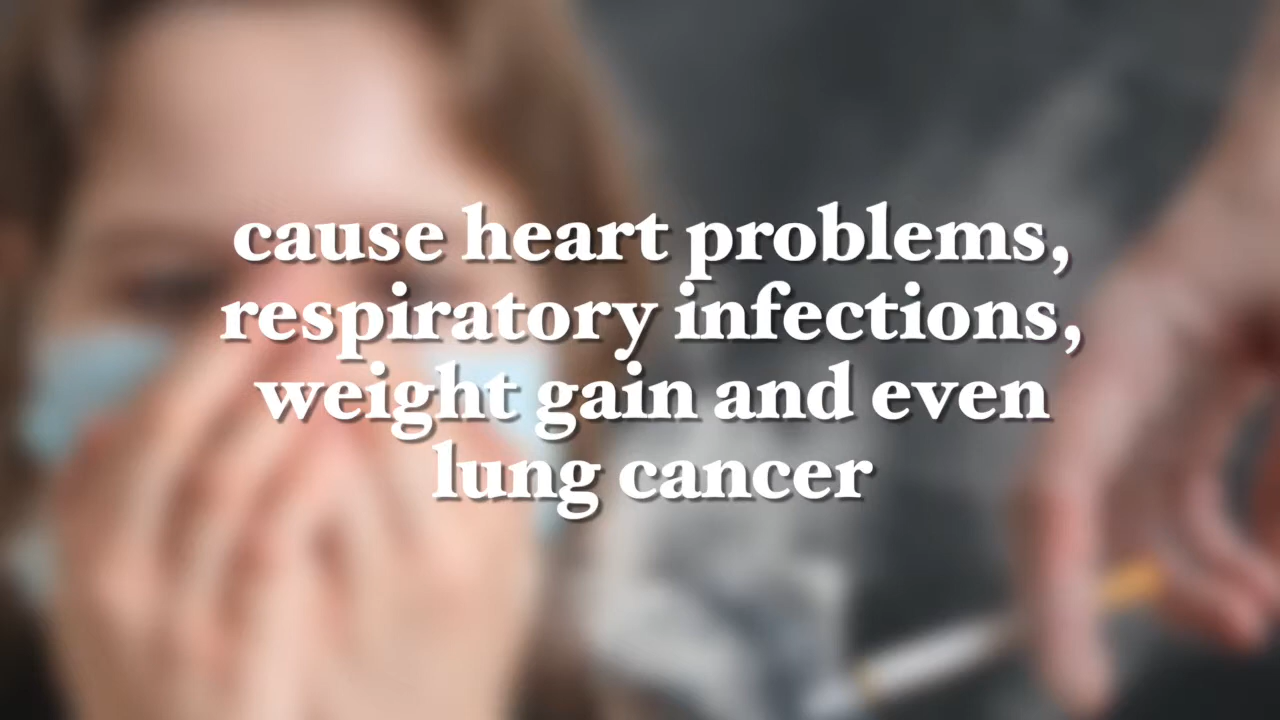 cause heart problems,
respiratory infections,
weight gain and even
lung cancer